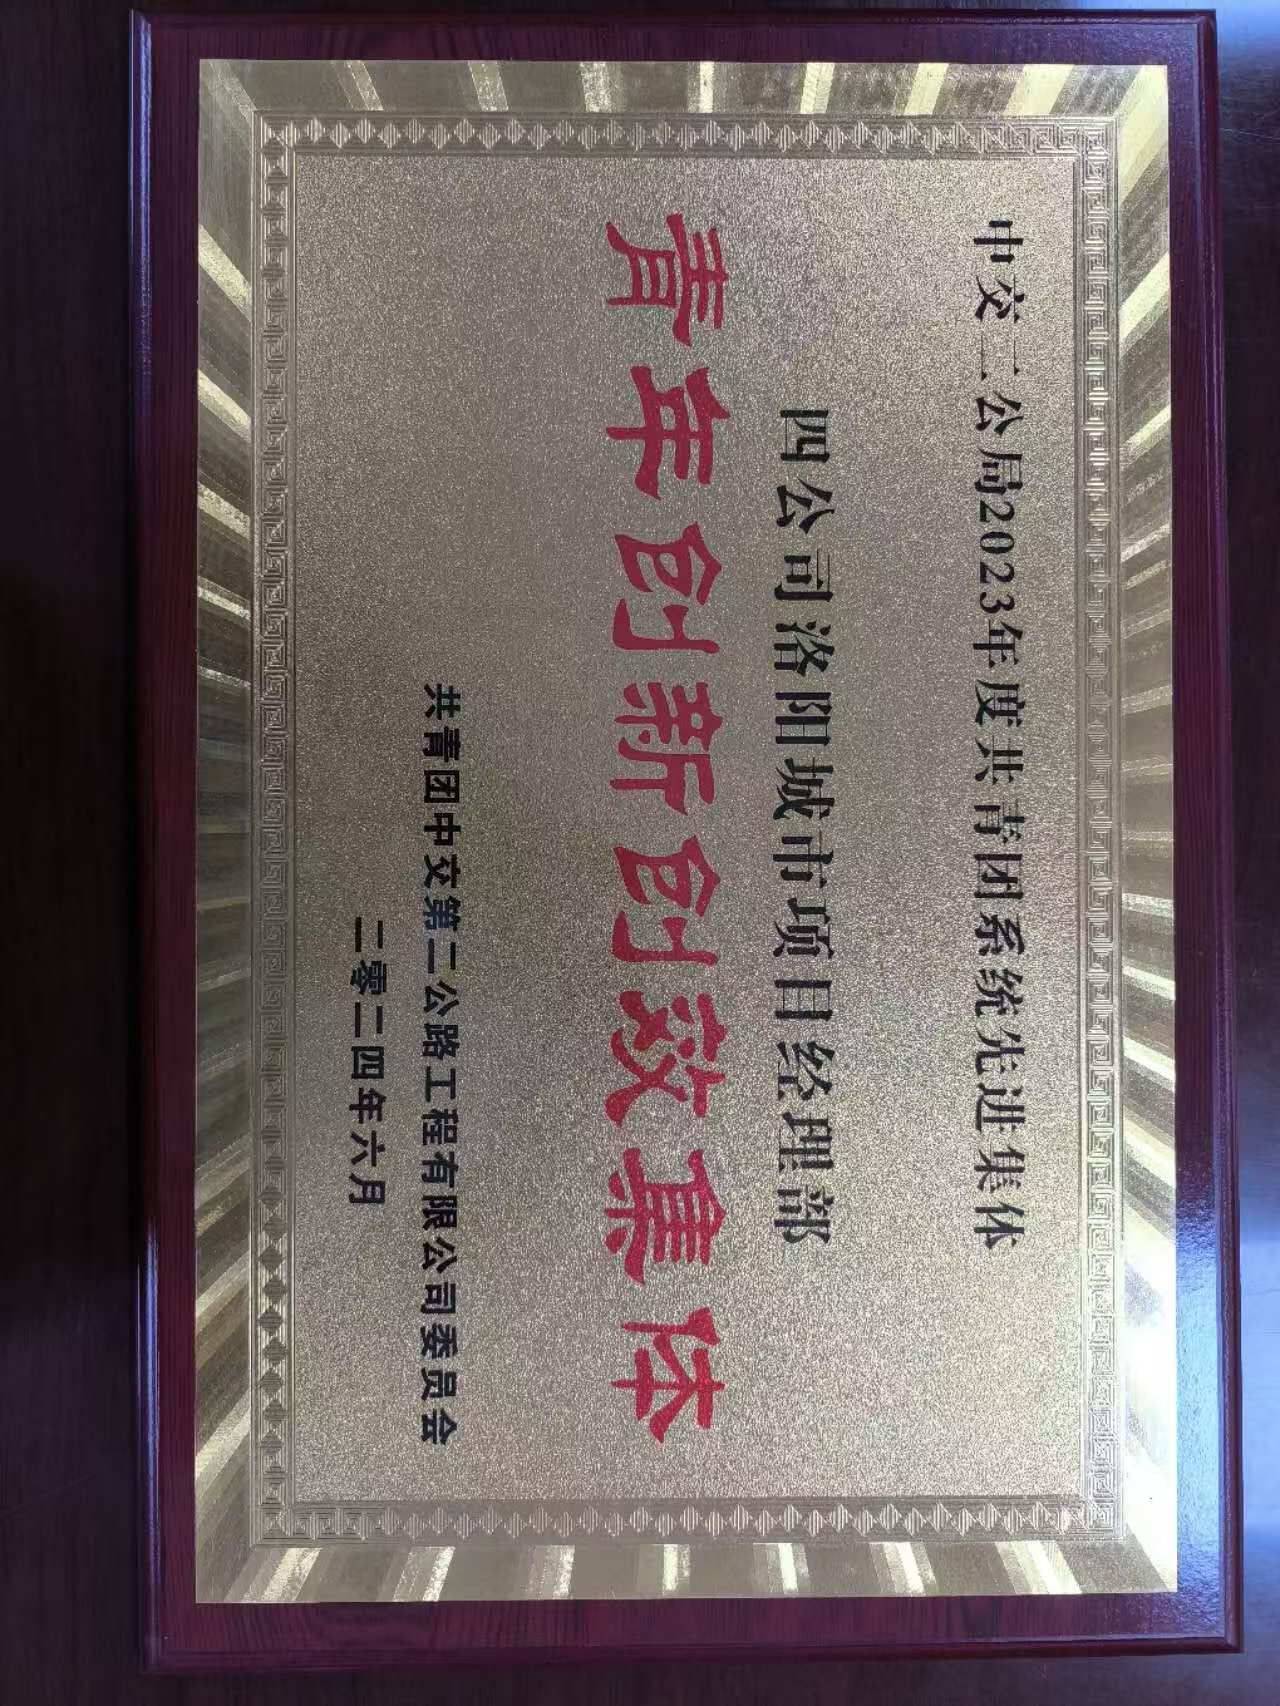 中交二公局2023年度共青团系统先进集体
四公司洛阳城市项目经理部
青年创新创效集体
共青团中交第二公路工程有限公司委员会
二零二四年六月